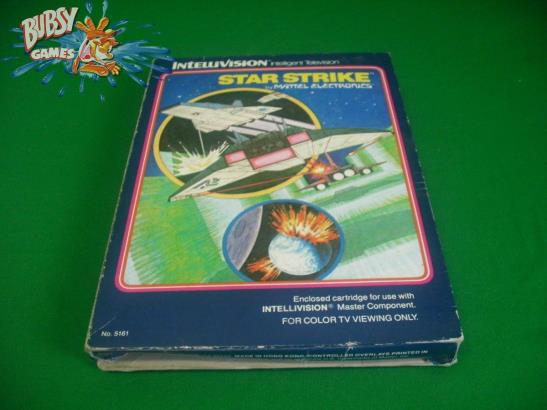 BUBSY
GAMES
INTELLIVISION Intelligent Television
STAR STRIKE™
by MATTEL ELECTRONICS®
Enclosed cartridge for use with
INTELLIVISION® Master Component.
FOR COLOR TV VIEWING ONLY.
No. 5161
MADE IN HONG KONG. CONTROLLER OVERLAYS PRINTED IN